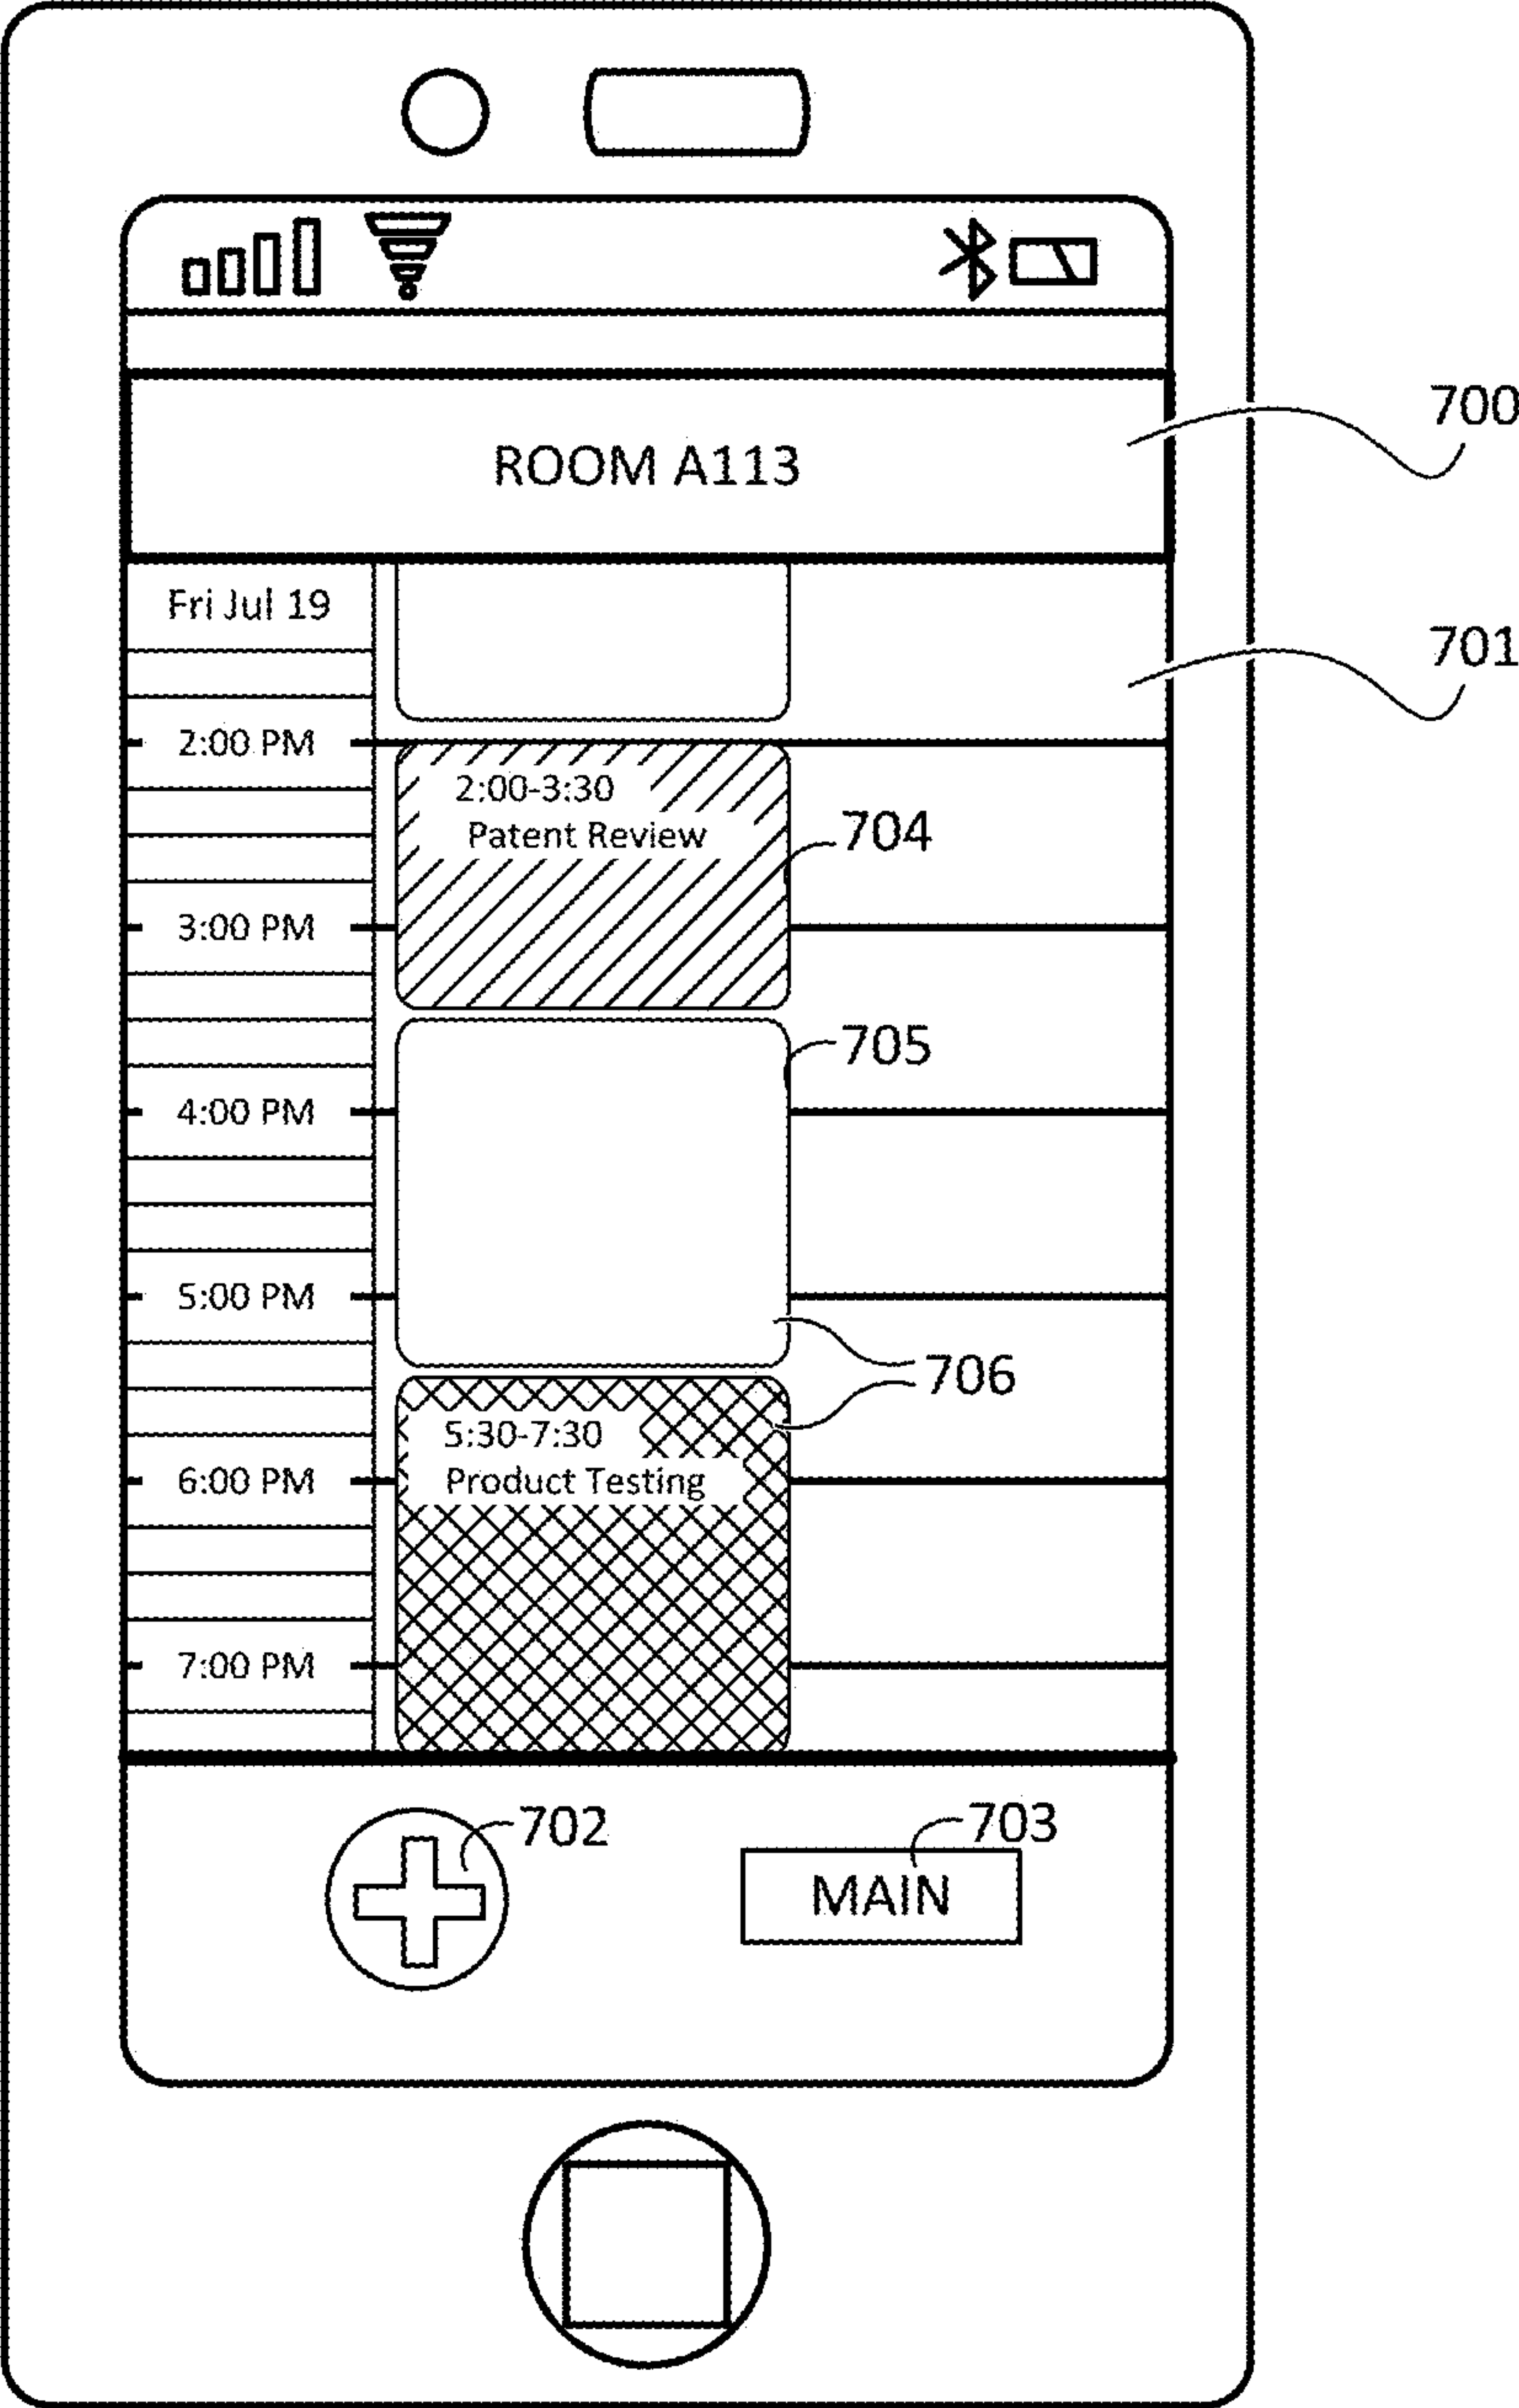 700
ROOM A113
Fri Jul 19
701
2:00 PM
2:00-3:30
Patent Review
704
3:00 PM
705
4:00 PM
5:00 PM
706
5:30-7:30
Product Testing
6:00 PM
7:00 PM
702
703
MAIN